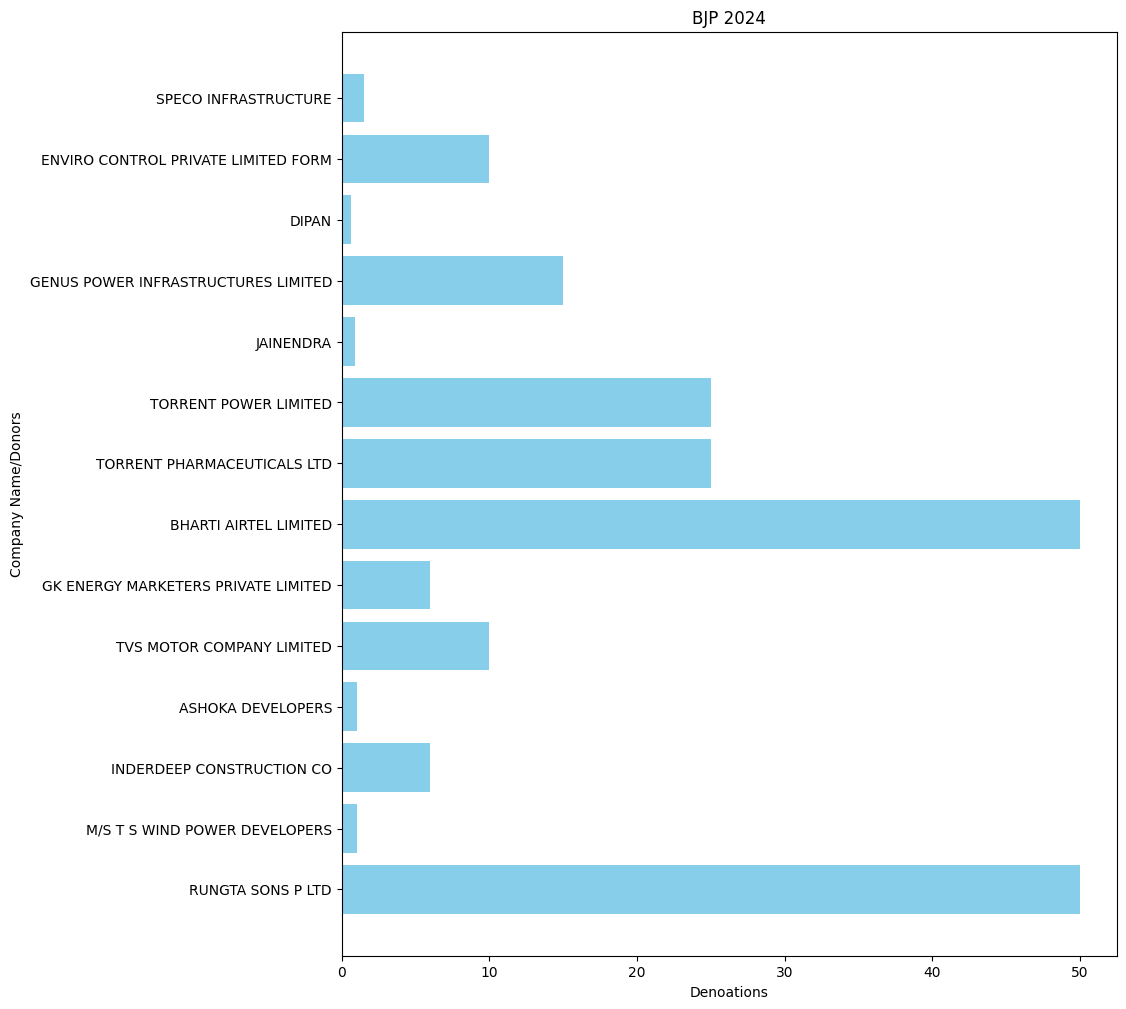 BJP 2024
SPECO INFRASTRUCTURE
ENVIRO CONTROL PRIVATE LIMITED FORM
DIPAN
GENUS POWER INFRASTRUCTURES LIMITED
JAINENDRA
TORRENT POWER LIMITED
TORRENT PHARMACEUTICALS LTD
BHARTI AIRTEL LIMITED
GK ENERGY MARKETERS PRIVATE LIMITED
TVS MOTOR COMPANY LIMITED
ASHOKA DEVELOPERS
INDERDEEP CONSTRUCTION CO
M/S T S WIND POWER DEVELOPERS
RUNGTA SONS P LTD
Company Name/Donors
0 10 20 30 40 50
Denoations